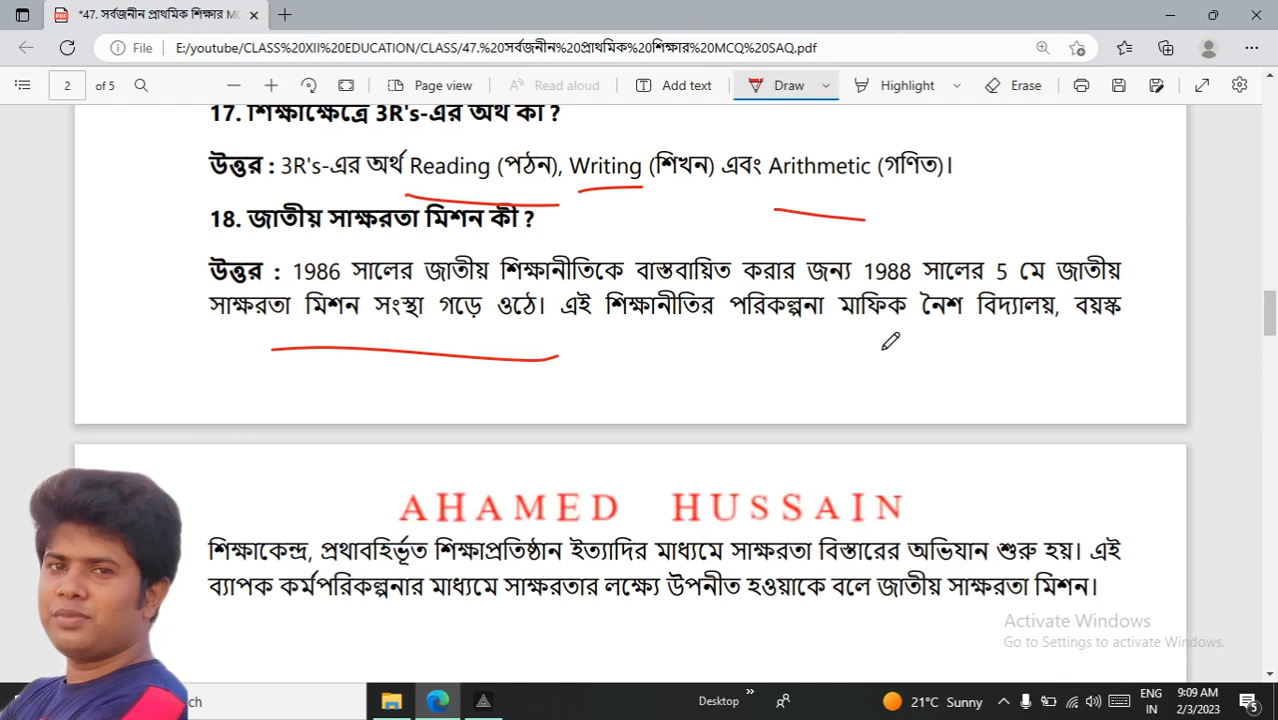 *47. সর্বজনীন প্রাথমিক শিক্ষার MC
File
E:/youtube/CLASS%20XII%20EDUCATION/CLASS/47.%20সর্বজনীন%20প্রাথমিক%20শিক্ষার%20MCQ%20SAQ.pdf
2 of 5
Page view
Read aloud
Add text
Draw
Highlight
Erase
17. শিক্ষাক্ষেত্রে 3R's-এর অর্থ কী ?
উত্তর : 3R's-এর অর্থ Reading (পঠন), Writing (শিখন) এবং Arithmetic (গণিত)।
18. জাতীয় সাক্ষরতা মিশন কী ?
উত্তর : 1986 সালের জাতীয় শিক্ষানীতিকে বাস্তবায়িত করার জন্য 1988 সালের 5 মে জাতীয়
সাক্ষরতা মিশন সংস্থা গড়ে ওঠে। এই শিক্ষানীতির পরিকল্পনা মাফিক নৈশ বিদ্যালয়, বয়স্ক
AHAMED HUSSAIN
শিক্ষাকেন্দ্র, প্রথাবহির্ভূত শিক্ষাপ্রতিষ্ঠান ইত্যাদির মাধ্যমে সাক্ষরতা বিস্তারের অভিযান শুরু হয়। এই
ব্যাপক কর্মপরিকল্পনার মাধ্যমে সাক্ষরতার লক্ষ্যে উপনীত হওয়াকে বলে জাতীয় সাক্ষরতা মিশন।
Activate Windows
Go to Settings to activate Windows.
rch
Desktop
21°C Sunny
ENG
IN
9:09 AM
2/3/2023
5